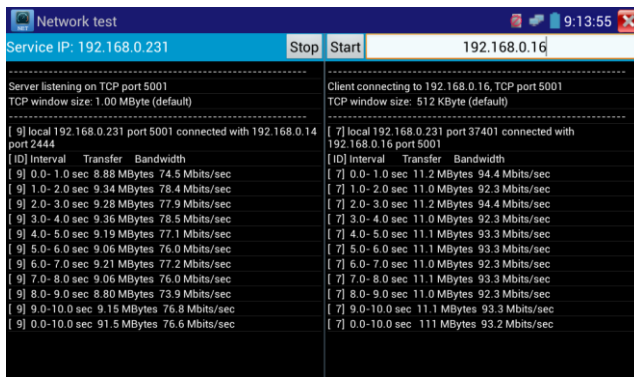 Network test
9:13:55
Service IP: 192.168.0.231
Stop
Start
192.168.0.16
Server listening on TCP port 5001
TCP window size: 1.00 MByte (default)
[ 9] local 192.168.0.231 port 5001 connected with 192.168.0.14
port 2444
[ ID] Interval Transfer Bandwidth
[ 9] 0.0- 1.0 sec 8.88 MBytes 74.5 Mbits/sec
[ 9] 1.0- 2.0 sec 9.34 MBytes 78.4 Mbits/sec
[ 9] 2.0- 3.0 sec 9.28 MBytes 77.9 Mbits/sec
[ 9] 3.0- 4.0 sec 9.36 MBytes 78.5 Mbits/sec
[ 9] 4.0- 5.0 sec 9.19 MBytes 77.1 Mbits/sec
[ 9] 5.0- 6.0 sec 9.06 MBytes 76.0 Mbits/sec
[ 9] 6.0- 7.0 sec 9.21 MBytes 77.2 Mbits/sec
[ 9] 7.0- 8.0 sec 9.06 MBytes 76.0 Mbits/sec
[ 9] 8.0- 9.0 sec 8.80 MBytes 73.9 Mbits/sec
[ 9] 9.0-10.0 sec 9.15 MBytes 76.8 Mbits/sec
[ 9] 0.0-10.0 sec 91.5 MBytes 76.6 Mbits/sec
Client connecting to 192.168.0.16, TCP port 5001
TCP window size: 512 KByte (default)
[ 7] local 192.168.0.231 port 37401 connected with
192.168.0.16 port 5001
[ ID] Interval Transfer Bandwidth
[ 7] 0.0- 1.0 sec 11.2 MBytes 94.4 Mbits/sec
[ 7] 1.0- 2.0 sec 11.0 MBytes 92.3 Mbits/sec
[ 7] 2.0- 3.0 sec 11.2 MBytes 94.4 Mbits/sec
[ 7] 3.0- 4.0 sec 11.0 MBytes 92.3 Mbits/sec
[ 7] 4.0- 5.0 sec 11.1 MBytes 93.3 Mbits/sec
[ 7] 5.0- 6.0 sec 11.1 MBytes 93.3 Mbits/sec
[ 7] 6.0- 7.0 sec 11.0 MBytes 92.3 Mbits/sec
[ 7] 7.0- 8.0 sec 11.1 MBytes 93.3 Mbits/sec
[ 7] 8.0- 9.0 sec 11.0 MBytes 92.3 Mbits/sec
[ 7] 9.0-10.0 sec 11.1 MBytes 93.3 Mbits/sec
[ 7] 0.0-10.0 sec 111 MBytes 93.2 Mbits/sec